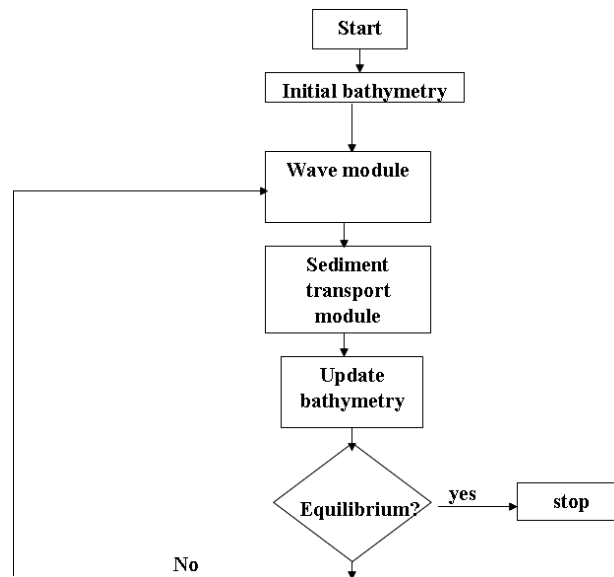 Start
Initial bathymetry
Wave module
Sediment
transport
module
Update
bathymetry
Equilibrium?
yes
stop
No